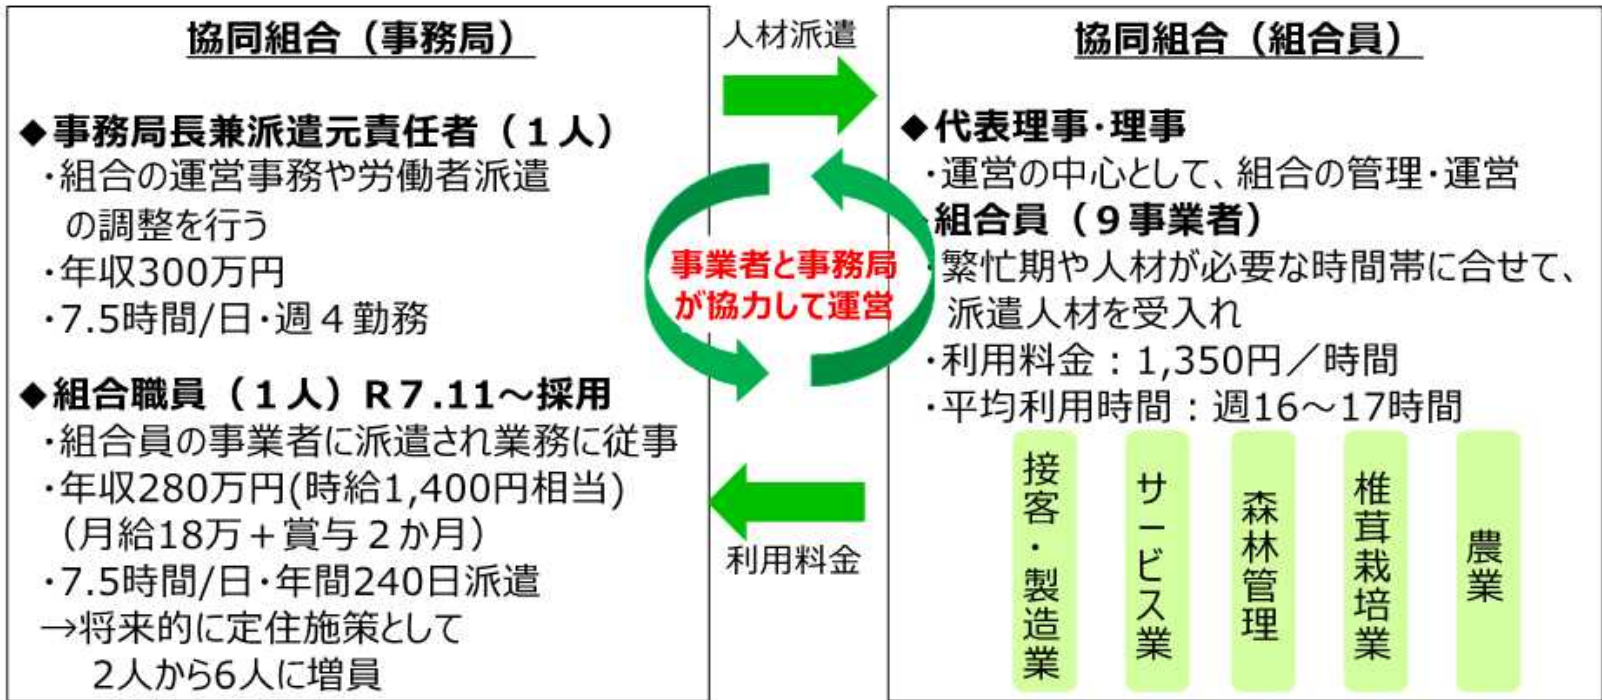 協同組合（事務局）
◆事務局長兼派遣元責任者（１人）
・組合の運営事務や労働者派遣
の調整を行う
・年収300万円
・7.5時間/日・週４勤務
◆組合職員（１人）Ｒ７.11～採用
・組合員の事業者に派遣され業務に従事
・年収280万円(時給1,400円相当)
（月給18万＋賞与２か月）
・7.5時間/日・年間240日派遣
→将来的に定住施策として
2人から6人に増員
人材派遣
事業者と事務局
が協力して運営
利用料金
協同組合（組合員）
◆代表理事・理事
・運営の中心として、組合の管理・運営
組合員（９事業者）
・繁忙期や人材が必要な時間帯に合せて、
派遣人材を受入れ
・利用料金：1,350円／時間
・平均利用時間：週16～17時間
接客・製造業
サービス業
森林管理
椎茸栽培業
農業